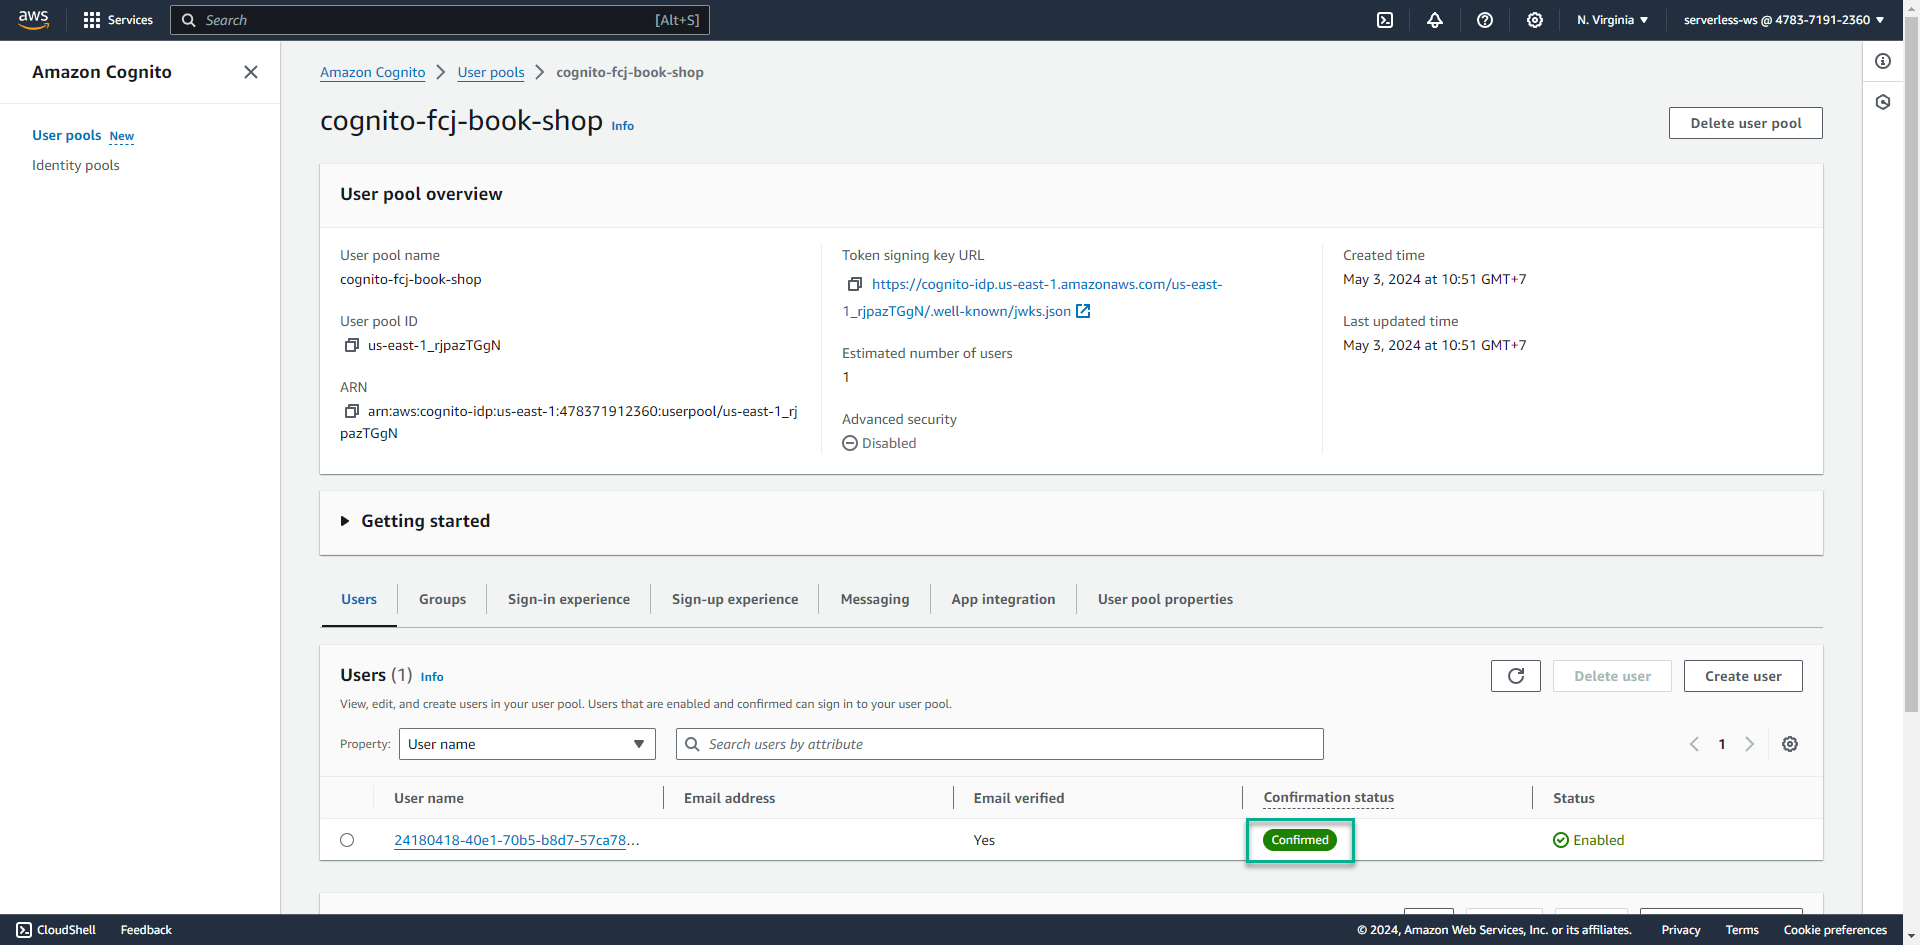 aws
Services
Search
[Alt+S]
N. Virginia
serverless-ws @ 4783-7191-2360
Amazon Cognito
User pools New
Identity pools
Amazon Cognito
User pools
cognito-fcj-book-shop
cognito-fcj-book-shop Info
Delete user pool
User pool overview
User pool name
cognito-fcj-book-shop
User pool ID
us-east-1_rjpazTGgN
ARN
arn:aws:cognito-idp:us-east-1:478371912360:userpool/us-east-1_rj
pazTGgN
Token signing key URL
https://cognito-idp.us-east-1.amazonaws.com/us-east-
1_rjpazTGgN/.well-known/jwks.json
Estimated number of users
1
Advanced security
Disabled
Created time
May 3, 2024 at 10:51 GMT+7
Last updated time
May 3, 2024 at 10:51 GMT+7
Getting started
Users
Groups
Sign-in experience
Sign-up experience
Messaging
App integration
User pool properties
Users (1) Info
View, edit, and create users in your user pool. Users that are enabled and confirmed can sign in to your user pool.
Delete user
Create user
Property:
User name
Search users by attribute
1
User name
Email address
Email verified
Confirmation status
Status
24180418-40e1-70b5-b8d7-57ca78...
Yes
Confirmed
Enabled
CloudShell
Feedback
© 2024, Amazon Web Services, Inc. or its affiliates.
Privacy
Terms
Cookie preferences